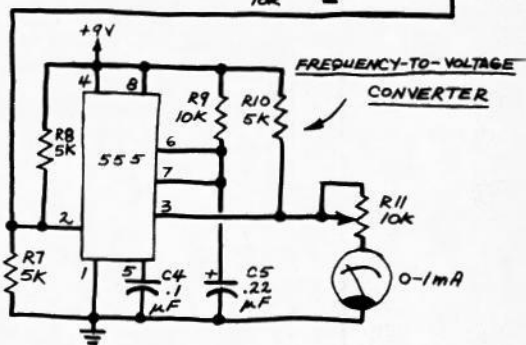 10K
+9V
FREQUENCY-TO-VOLTAGE
CONVERTER
4
8
R8
5K
R9
10K
R10
5K
555
6
7
3
2
R11
10K
R7
5K
1
5
C4
.1
µF
+
C5
.22
µF
0-1mA